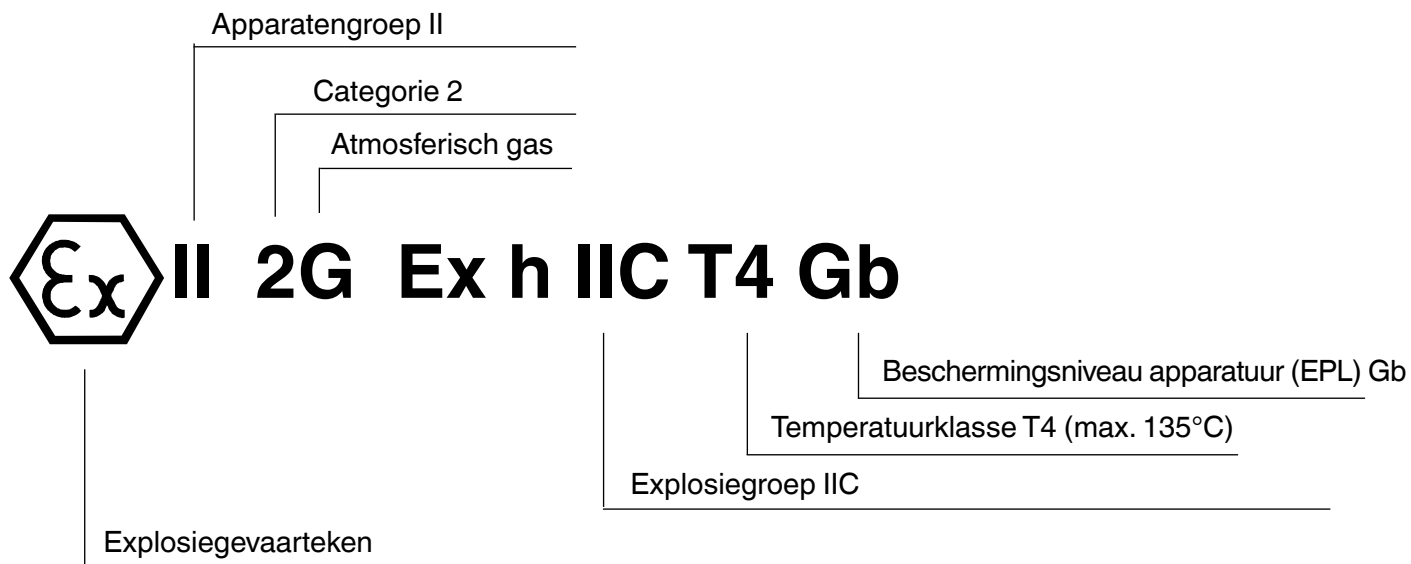 Apparatengroep II
Categorie 2
Atmosferisch gas
Ex II 2G Ex h IIC T4 Gb
Beschermingsniveau apparatuur (EPL) Gb
Temperatuurklasse T4 (max. 135°C)
Explosiegroep IIC
Explosiegevaarteken